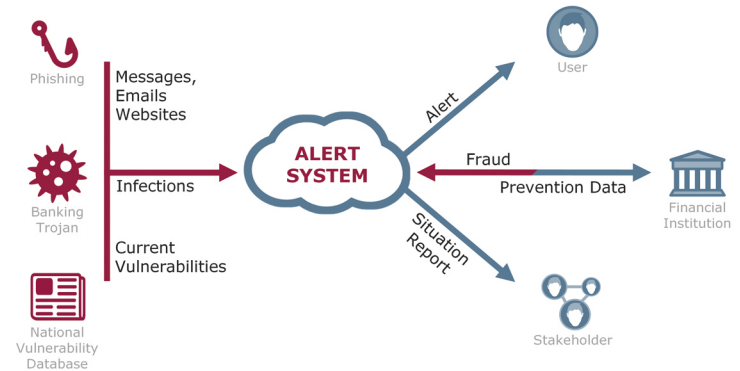 Phishing
Messages,
Emails
Websites
Banking
Trojan
Infections
National
Vulnerability
Database
Current
Vulnerabilities
ALERT
SYSTEM
Alert
User
Fraud
Prevention Data
Financial
Institution
Situation
Report
Stakeholder